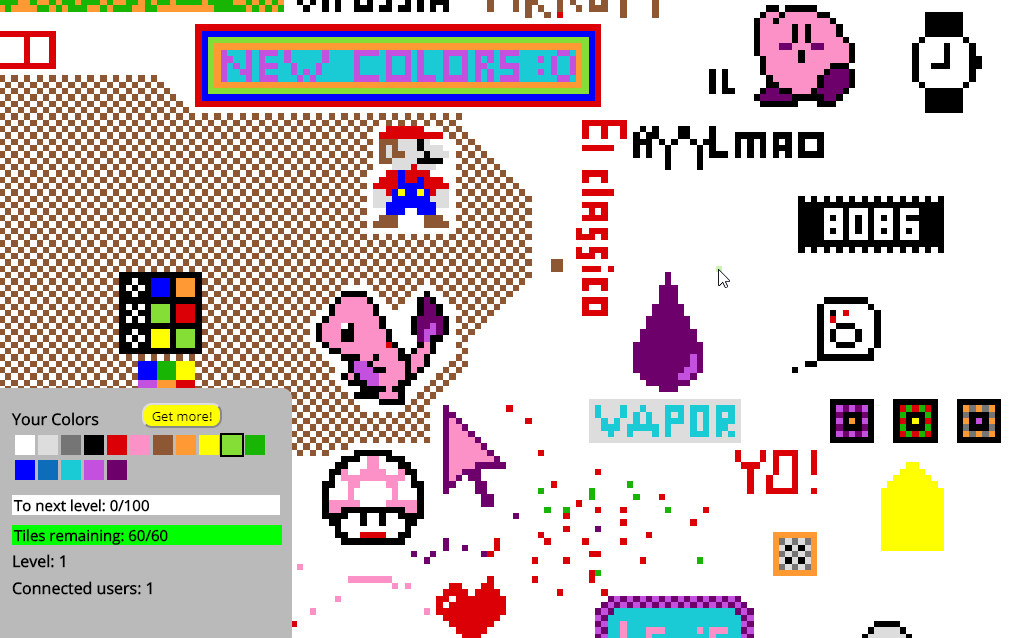 NEW COLORS :O
IL
AYYLMAO
El clasico
8086
VAPOR
YO!
Your Colors
Get more!
To next level: 0/100
Tiles remaining: 60/60
Level: 1
Connected users: 1